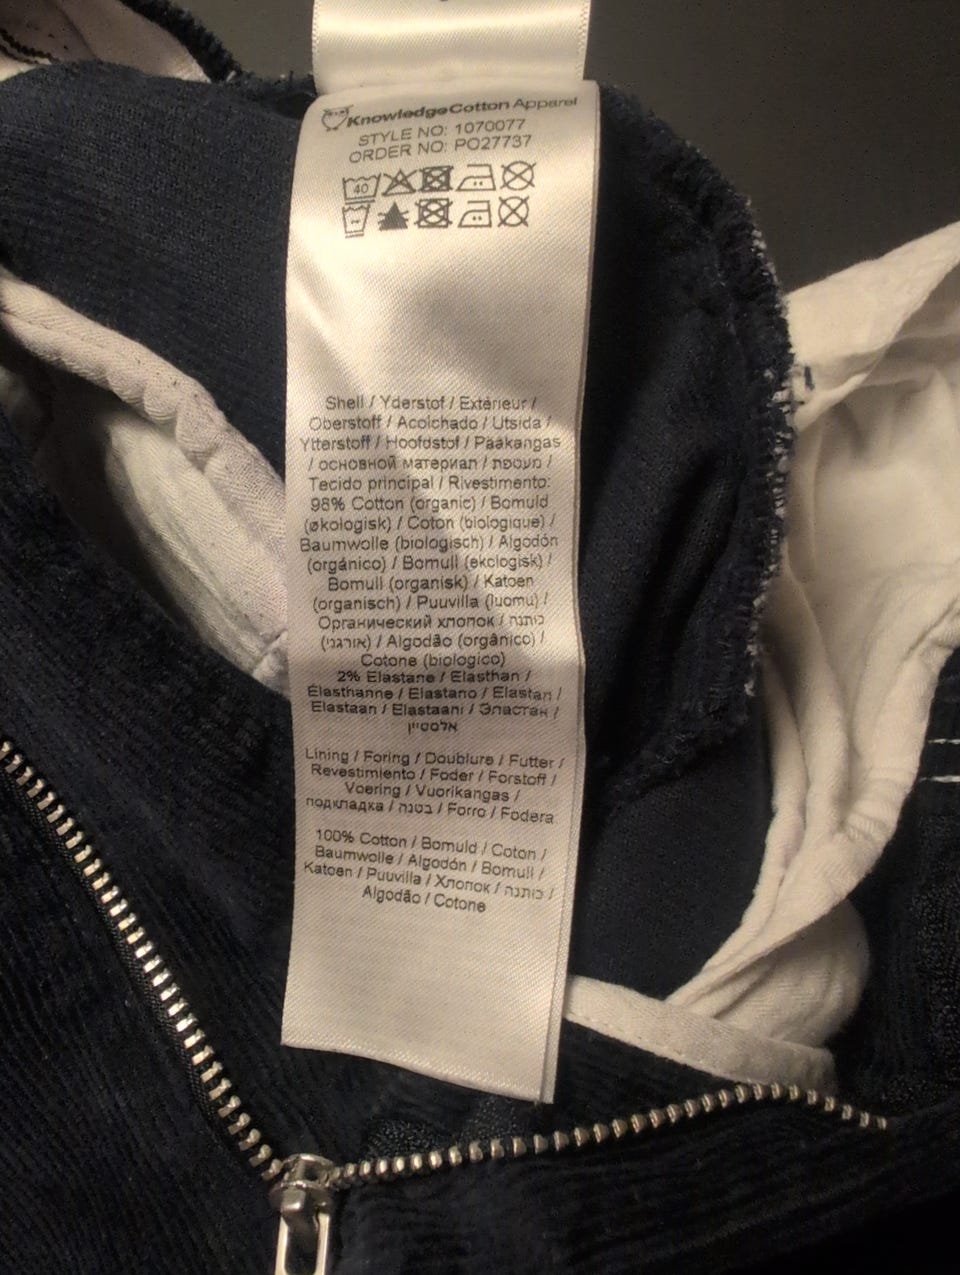 KnowledgeCotton Apparel
STYLE NO: 1070077
ORDER NO: PO27737
40
Shell / Yderstof / Extérieur /
Oberstoff / Acolchado / Utsida /
Ytterstoff / Hoofdstof / Pääkangas
/ основной материал / מעטפת
Tecido principal / Rivestimento:
98% Cotton (organic) / Bomuld
(økologisk) / Coton (biologique) /
Baumwolle (biologisch) / Algodón
(orgánico) / Bomull (ekologisk) /
Bomull (organisk) / Katoen
(organisch) / Puuvilla (luomu) /
Органический хлопок / כותנה
(אורגני) / Algodão (orgânico) /
Cotone (biologico)
2% Elastane / Elasthan /
Élasthanne / Elastano / Elastan /
Elastaan / Elastaani / Эластан /
אלסטיין
Lining / Foring / Doublure / Futter /
Revestimiento / Foder / Forstoff /
Voering / Vuorikangas /
подкладка / בטנה / Forro / Fodera:
100% Cotton / Bomuld / Coton /
Baumwolle / Algodón / Bomull /
Katoen / Puuvilla / Хлопок / כותנה /
Algodão / Cotone